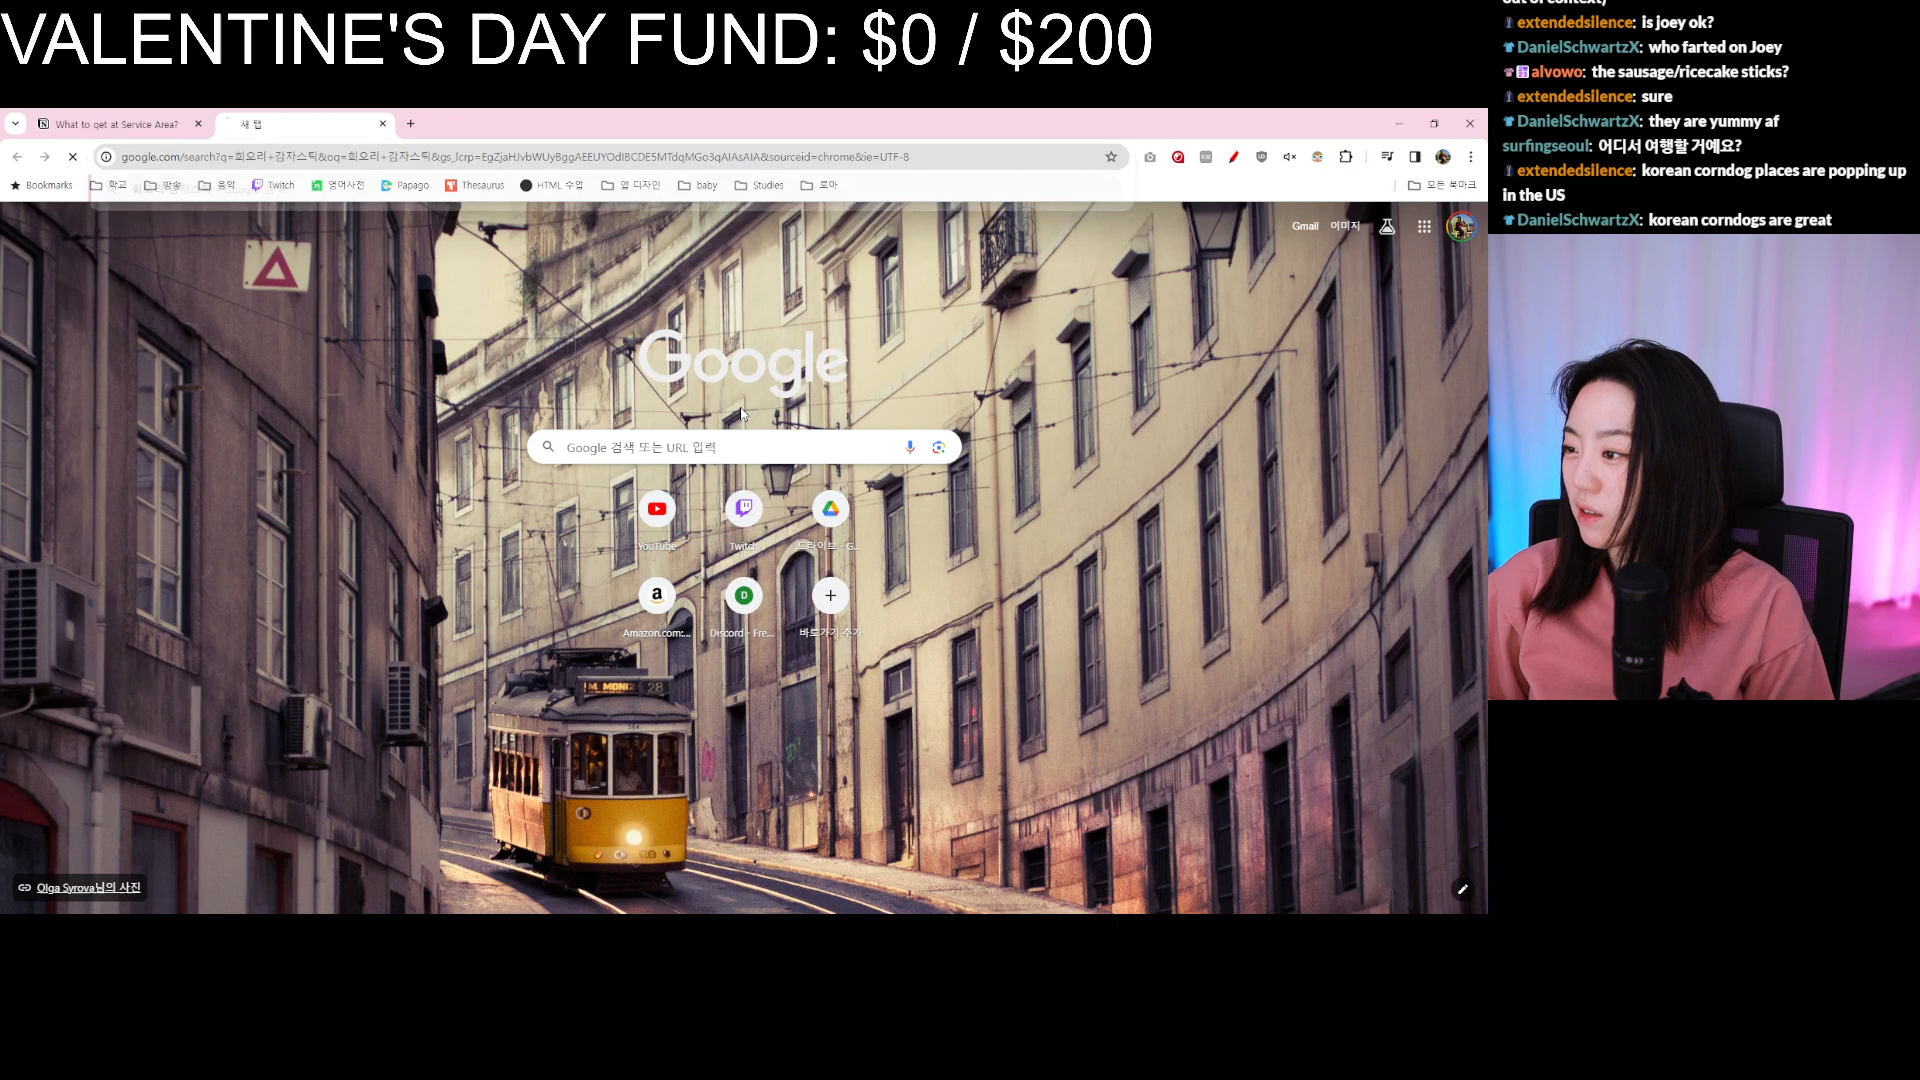 VALENTINE'S DAY FUND: $0 / $200
extendedsilence: is joey ok?
DanielSchwartzX: who farted on Joey
alvowo: the sausage/ricecake sticks?
extendedsilence: sure
DanielSchwartzX: they are yummy af
surfingseoul: 어디서 여행할 거예요?
extendedsilence: korean corndog places are popping up
in the US
DanielSchwartzX: korean corndogs are great
What to get at Service Area?
새 탭
google.com/search?q=회오리+감자스틱&oq=회오리+감자스틱&gs_lcrp=EgZjaHJvbWUyBggAEEUYOdIBCDE5MTdqMGo3qAIAsAIA&sourceid=chrome&ie=UTF-8
Bookmarks 학교 방송 음악 Twitch 영어사전 Papago Thesaurus HTML 수업 앱 디자인 baby Studies 로아 모든 북마크
Gmail 이미지
Google
Google 검색 또는 URL 입력
YouTube Twitch 드라이브 - G...
Amazon.com:... Discord - Fre... 바로가기 추가
M. MONIZ 28
Olga Syrova님의 사진